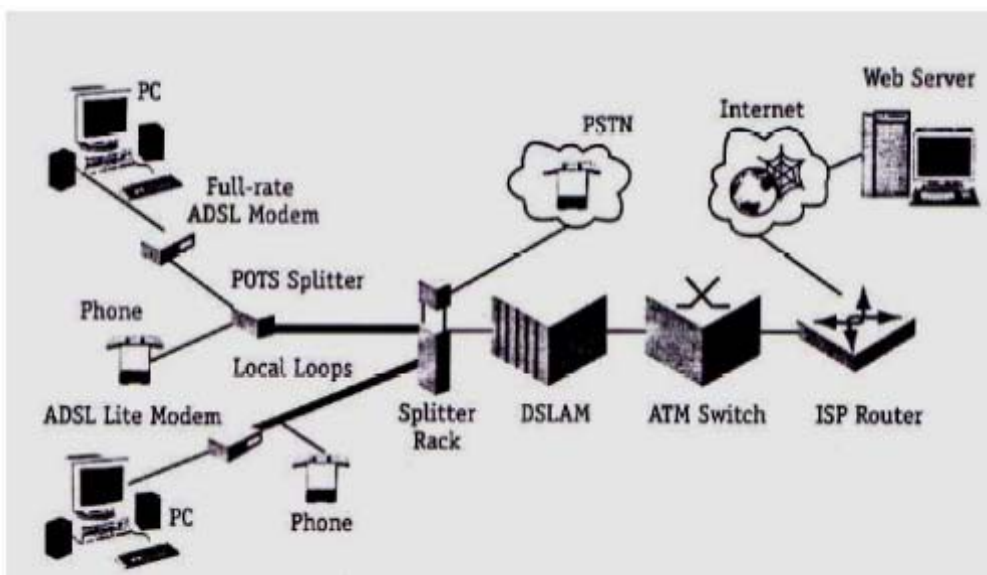 PC
Web Server
Internet
PSTN
Full-rate
ADSL Modem
POTS Splitter
Phone
Local Loops
ADSL Lite Modem
Splitter
Rack
DSLAM
ATM Switch
ISP Router
PC
Phone